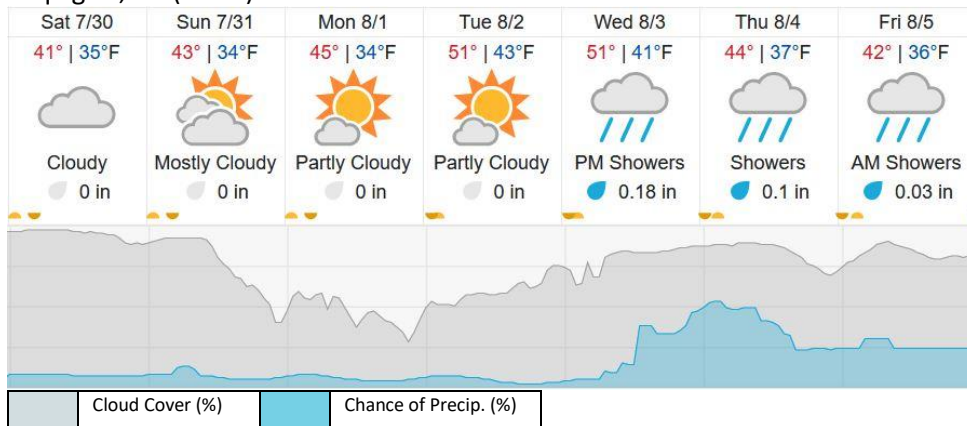 Sat 7/30 Sun 7/31 Mon 8/1 Tue 8/2 Wed 8/3 Thu 8/4 Fri 8/5
41° | 35°F 43° | 34°F 45° | 34°F 51° | 43°F 51° | 41°F 44° | 37°F 42° | 36°F
Cloudy Mostly Cloudy Partly Cloudy Partly Cloudy PM Showers Showers AM Showers
0 in 0 in 0 in 0 in 0.18 in 0.1 in 0.03 in
Cloud Cover (%) Chance of Precip. (%)